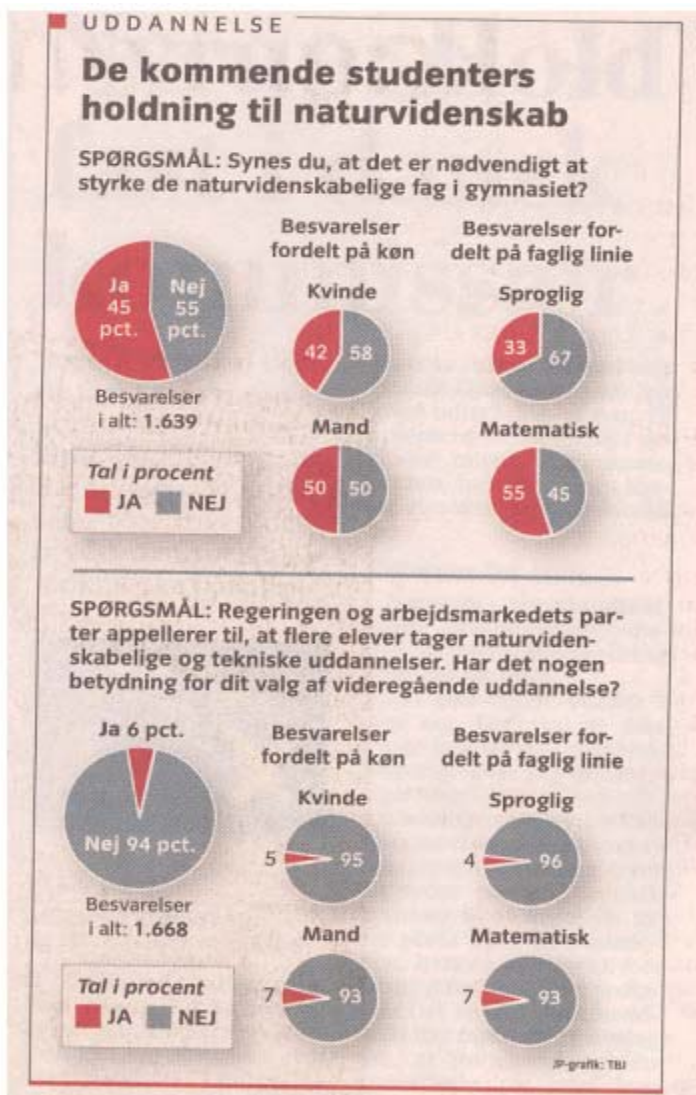 UDDANNELSE
De kommende studenters
holdning til naturvidenskab
SPØRGSMÅL: Synes du, at det er nødvendigt at
styrke de naturvidenskabelige fag i gymnasiet?
Ja
45
pct.
Nej
55
pct.
Besvarelser
i alt: 1.639
Tal i procent
JA NEJ
Besvarelser
fordelt på køn
Kvinde
42 58
Mand
50 50
Besvarelser for-
delt på faglig linie
Sproglig
33 67
Matematisk
55 45
SPØRGSMÅL: Regeringen og arbejdsmarkedets par-
ter appellerer til, at flere elever tager naturviden-
skabelige og tekniske uddannelser. Har det nogen
betydning for dit valg af videregående uddannelse?
Ja 6 pct.
Nej 94 pct.
Besvarelser
i alt: 1.668
Tal i procent
JA NEJ
Besvarelser
fordelt på køn
Kvinde
5 95
Mand
7 93
Besvarelser for-
delt på faglig linie
Sproglig
4 96
Matematisk
7 93
JP-grafik: TBJ